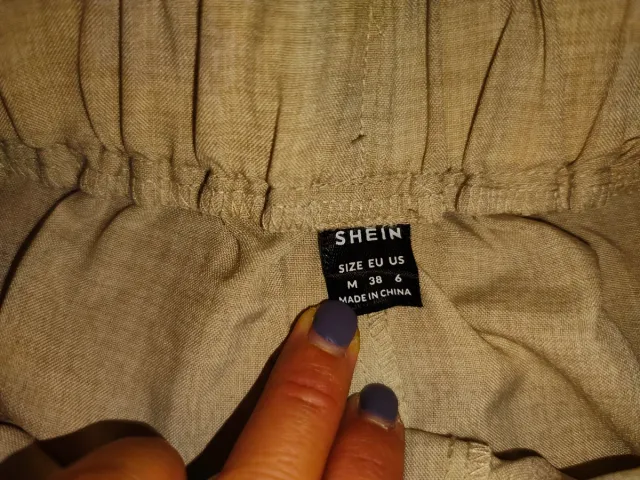 SHEIN
SIZE EU US
M 38 6
MADE IN CHINA